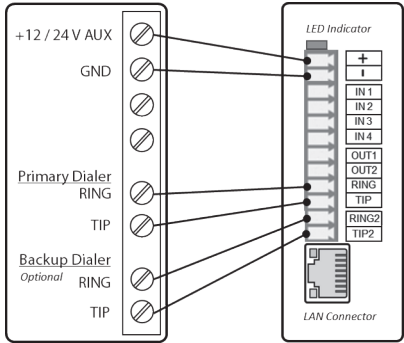 +12 / 24 V AUX
GND
Primary Dialer
RING
TIP
Backup Dialer
Optional RING
TIP
LED Indicator
+
-
IN 1
IN 2
IN 3
IN 4
OUT1
OUT2
RING
TIP
RING2
TIP2
LAN Connector